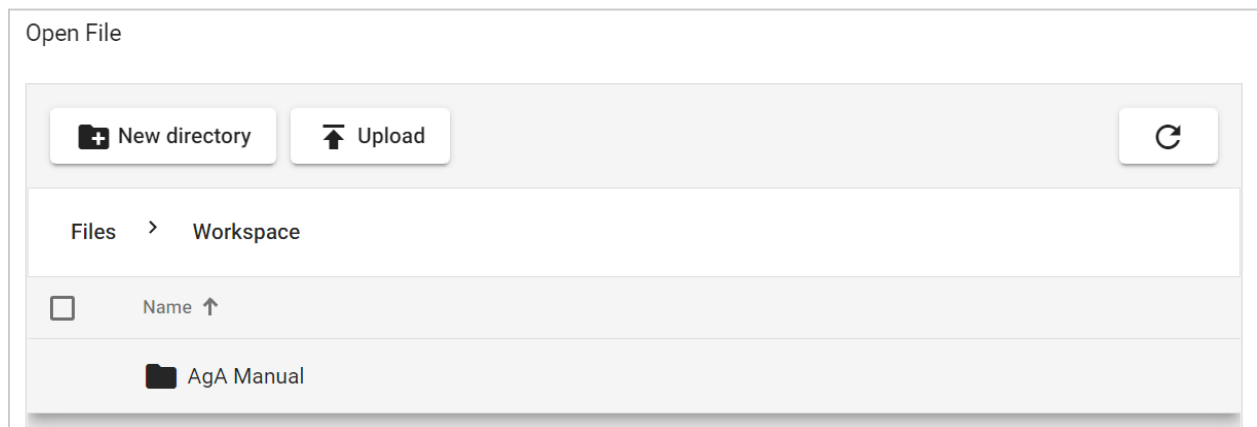 Open File
New directory Upload
Files > Workspace
Name ↑
AgA Manual